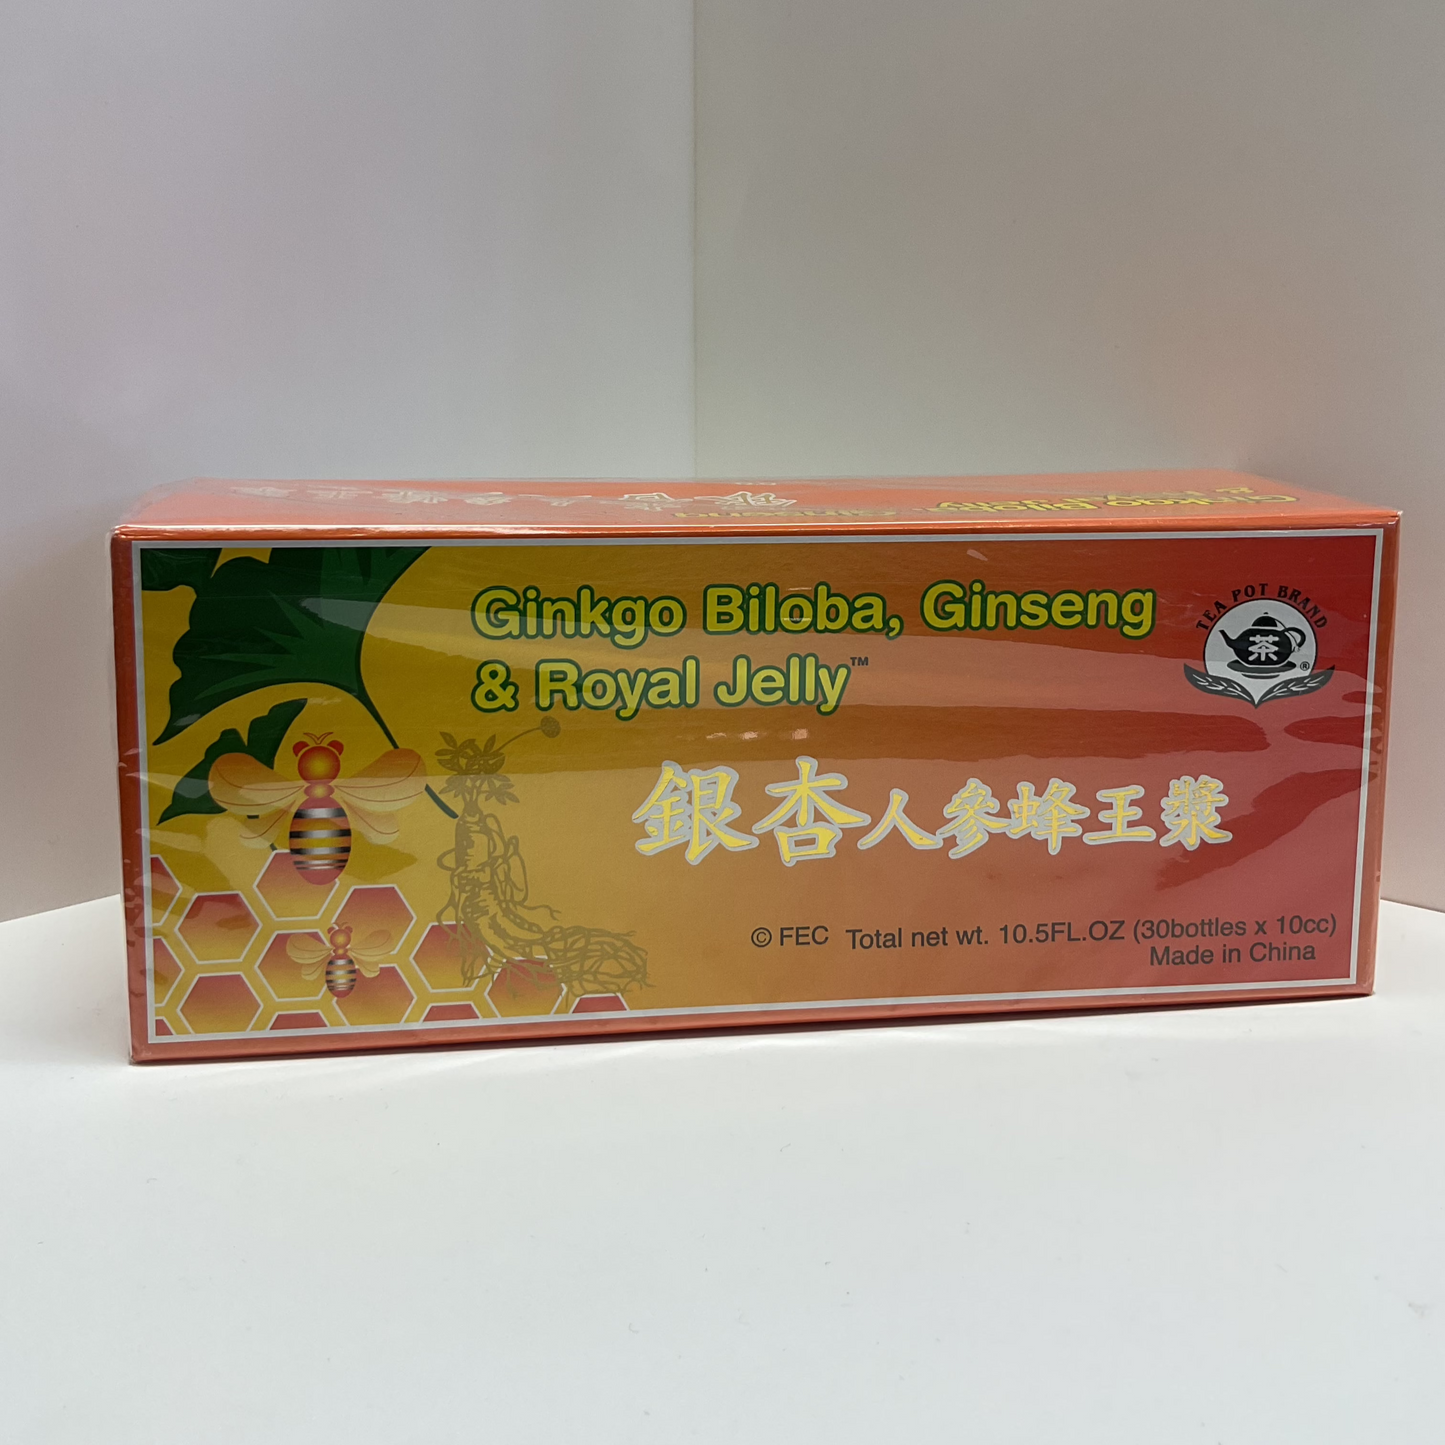 Ginkgo Biloba, Ginseng
& Royal Jelly™
TEA POT BRAND
茶
®
銀杏人參蜂王漿
© FEC Total net wt. 10.5FL.OZ (30bottles x 10cc)
Made in China